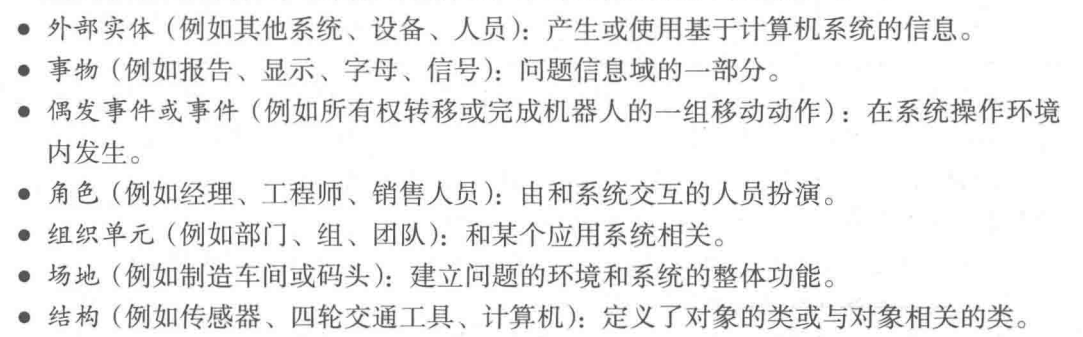 ● 外部实体（例如其他系统、设备、人员）：产生或使用基于计算机系统的信息。
● 事物（例如报告、显示、字母、信号）：问题信息域的一部分。
● 偶发事件或事件（例如所有权转移或完成机器人的一组移动动作）：在系统操作环境
内发生。
● 角色（例如经理、工程师、销售人员）：由和系统交互的人员扮演。
● 组织单元（例如部门、组、团队）：和某个应用系统相关。
● 场地（例如制造车间或码头）：建立问题的环境和系统的整体功能。
● 结构（例如传感器、四轮交通工具、计算机）：定义了对象的类或与对象相关的类。